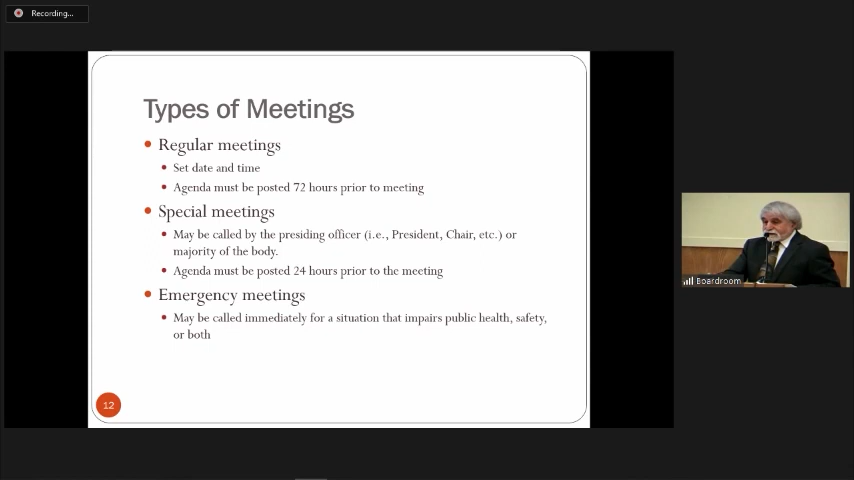 Recording...
Types of Meetings
Regular meetings
Set date and time
Agenda must be posted 72 hours prior to meeting
Special meetings
May be called by the presiding officer (i.e., President, Chair, etc.) or
majority of the body.
Agenda must be posted 24 hours prior to the meeting
Emergency meetings
May be called immediately for a situation that impairs public health, safety,
or both
12
Boardroom